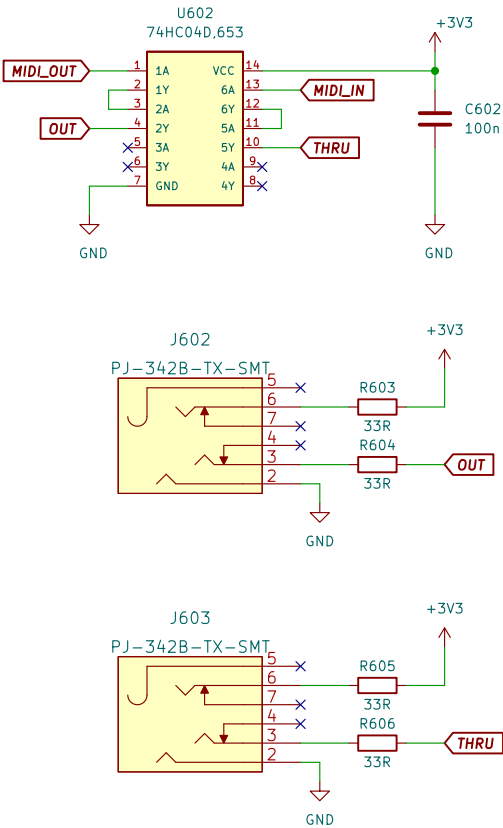 U602
74HC04D,653
+3V3
MIDI_OUT 1 1A VCC 14
2 1Y 6A 13 MIDI_IN
3 2A 6Y 12
OUT 4 2Y 5A 11
5 3A 5Y 10 THRU
6 3Y 4A 9
7 GND 4Y 8
C602
100n
GND
GND
J602
PJ-342B-TX-SMT
+3V3
5
6 R603
33R
7
4
3 R604 OUT
33R
2
GND
J603
PJ-342B-TX-SMT
+3V3
5
6 R605
33R
7
4
3 R606 THRU
33R
2
GND